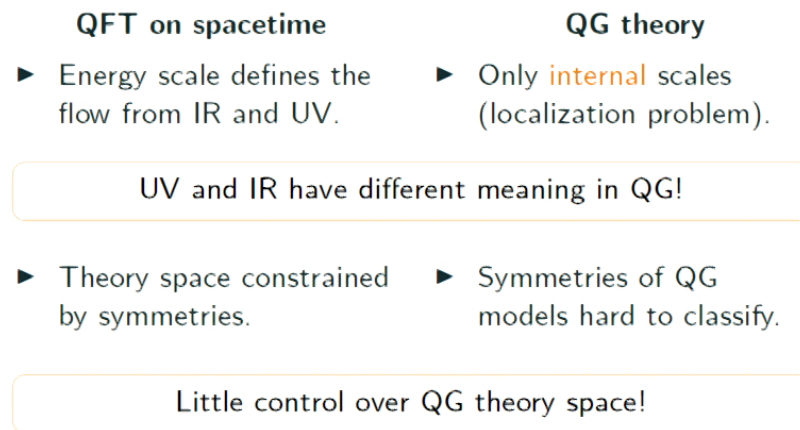 QFT on spacetime
► Energy scale defines the
flow from IR and UV.
QG theory
► Only internal scales
(localization problem).
UV and IR have different meaning in QG!
► Theory space constrained
by symmetries.
► Symmetries of QG
models hard to classify.
Little control over QG theory space!